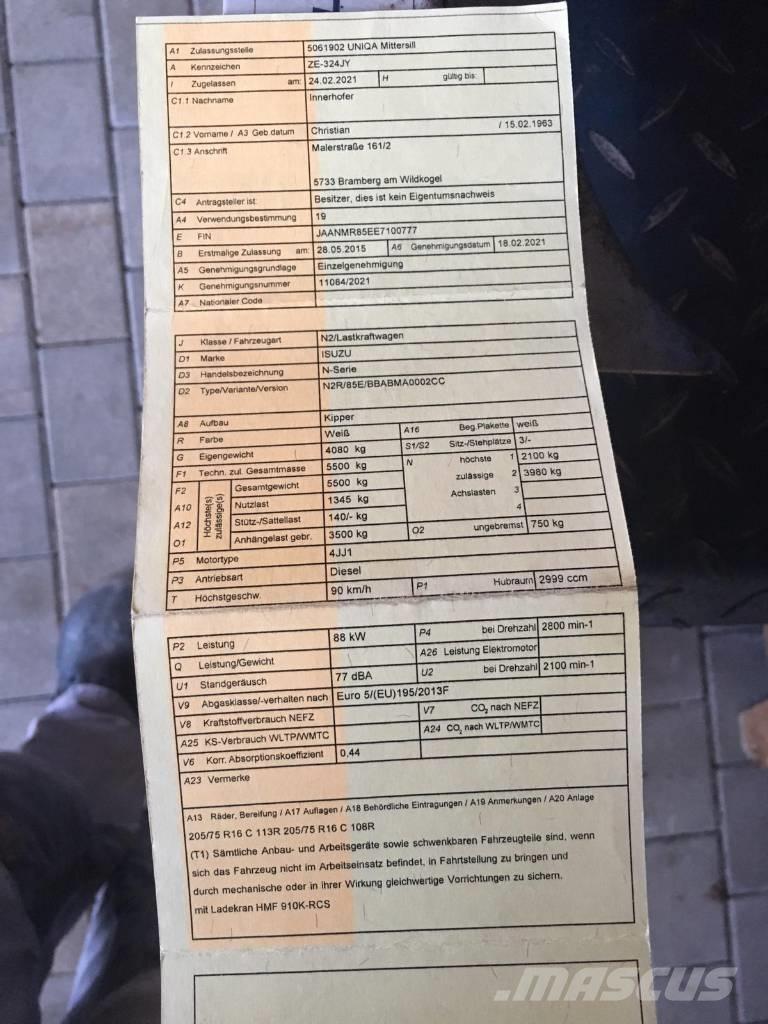 A1 Zulassungsstelle 5061902 UNIQA Mittersill
A Kennzeichen ZE-324JY
I Zugelassen am: 24.02.2021 H gültig bis:
C1.1 Nachname Innerhofer
C1.2 Vorname / A3 Geb.datum Christian / 15.02.1963
C1.3 Anschrift Malerstraße 161/2
5733 Bramberg am Wildkogel
C4 Antragsteller ist: Besitzer, dies ist kein Eigentumsnachweis
A4 Verwendungsbestimmung 19
E FIN JAANMR85EE7100777
B Erstmalige Zulassung am: 28.05.2015 A6 Genehmigungsdatum 18.02.2021
A5 Genehmigungsgrundlage Einzelgenehmigung
K Genehmigungsnummer 11084/2021
A7 Nationaler Code
J Klasse / Fahrzeugart N2/Lastkraftwagen
D1 Marke ISUZU
D3 Handelsbezeichnung N-Serie
D2 Type/Variante/Version N2R/85E/BBABMA0002CC
A8 Aufbau Kipper
R Farbe Weiß A16 Beg.Plakette weiß
G Eigengewicht 4080 kg S1/S2 Sitz-/Stehplätze 3/-
F1 Techn. zul. Gesamtmasse 5500 kg N höchste 1 2100 kg
F2 Höchste(s) zulässige(s) Gesamtgewicht 5500 kg zulässige 2 3980 kg
A10 Nutzlast 1345 kg Achslasten 3
A12 Stütz-/Sattellast 140/- kg 4
O1 Anhängelast gebr. 3500 kg O2 ungebremst 750 kg
P5 Motortype 4JJ1
P3 Antriebsart Diesel
T Höchstgeschw. 90 km/h P1 Hubraum 2999 ccm
P2 Leistung 88 kW P4 bei Drehzahl 2800 min-1
Q Leistung/Gewicht A26 Leistung Elektromotor
U1 Standgeräusch 77 dBA U2 bei Drehzahl 2100 min-1
V9 Abgasklasse/-verhalten nach Euro 5/(EU)195/2013F
V8 Kraftstoffverbrauch NEFZ V7 CO2 nach NEFZ
A25 KS-Verbrauch WLTP/WMTC A24 CO2 nach WLTP/WMTC
V6 Korr. Absorptionskoeffizient 0,44
A23 Vermerke
A13 Räder, Bereifung / A17 Auflagen / A18 Behördliche Eintragungen / A19 Anmerkungen / A20 Anlage
205/75 R16 C 113R 205/75 R16 C 108R
(T1) Sämtliche Anbau- und Arbeitsgeräte sowie schwenkbaren Fahrzeugteile sind, wenn
sich das Fahrzeug nicht im Arbeitseinsatz befindet, in Fahrtstellung zu bringen und
durch mechanische oder in ihrer Wirkung gleichwertige Vorrichtungen zu sichern.
mit Ladekran HMF 910K-RCS
.MASCUS